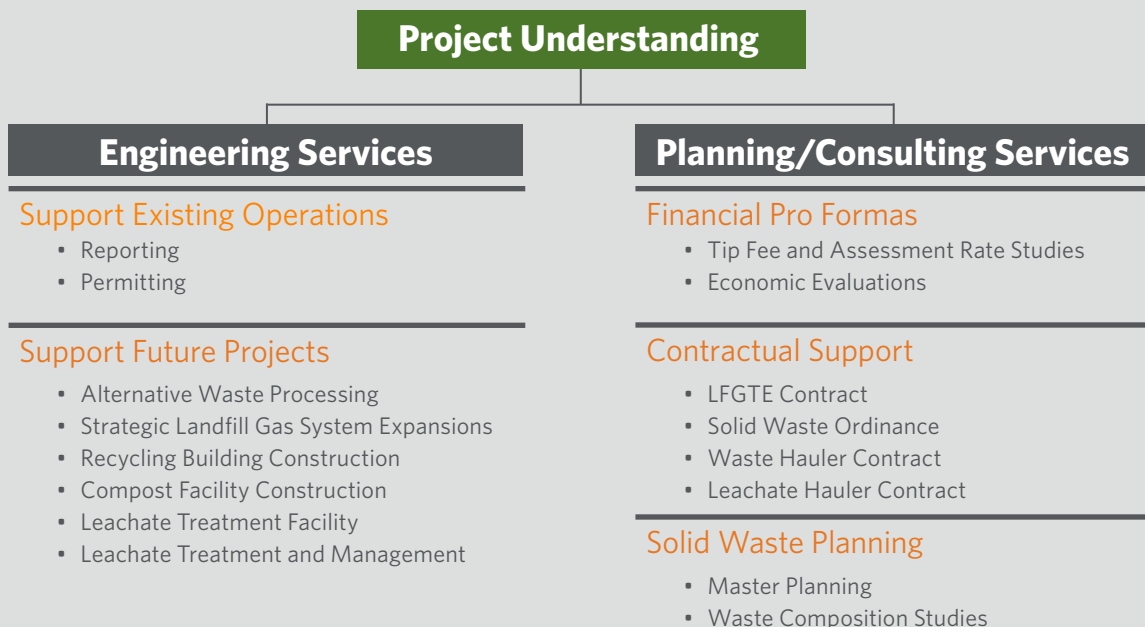 Project Understanding
Engineering Services
Support Existing Operations
• Reporting
• Permitting
Support Future Projects
• Alternative Waste Processing
• Strategic Landfill Gas System Expansions
• Recycling Building Construction
• Compost Facility Construction
• Leachate Treatment Facility
• Leachate Treatment and Management
Planning/Consulting Services
Financial Pro Formas
• Tip Fee and Assessment Rate Studies
• Economic Evaluations
Contractual Support
• LFGTE Contract
• Solid Waste Ordinance
• Waste Hauler Contract
• Leachate Hauler Contract
Solid Waste Planning
• Master Planning
• Waste Composition Studies